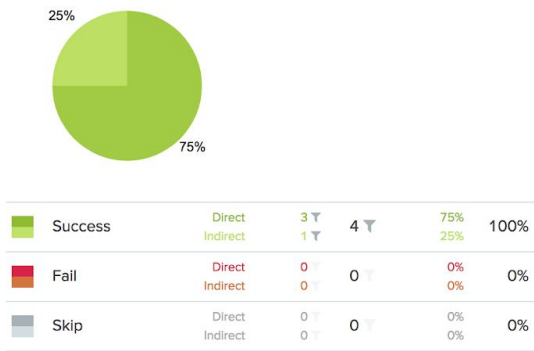 25%
75%
Success Direct 3 4 75% 100%
Indirect 1 25%
Fail Direct 0 0 0% 0%
Indirect 0 0%
Skip Direct 0 0 0% 0%
Indirect 0 0%